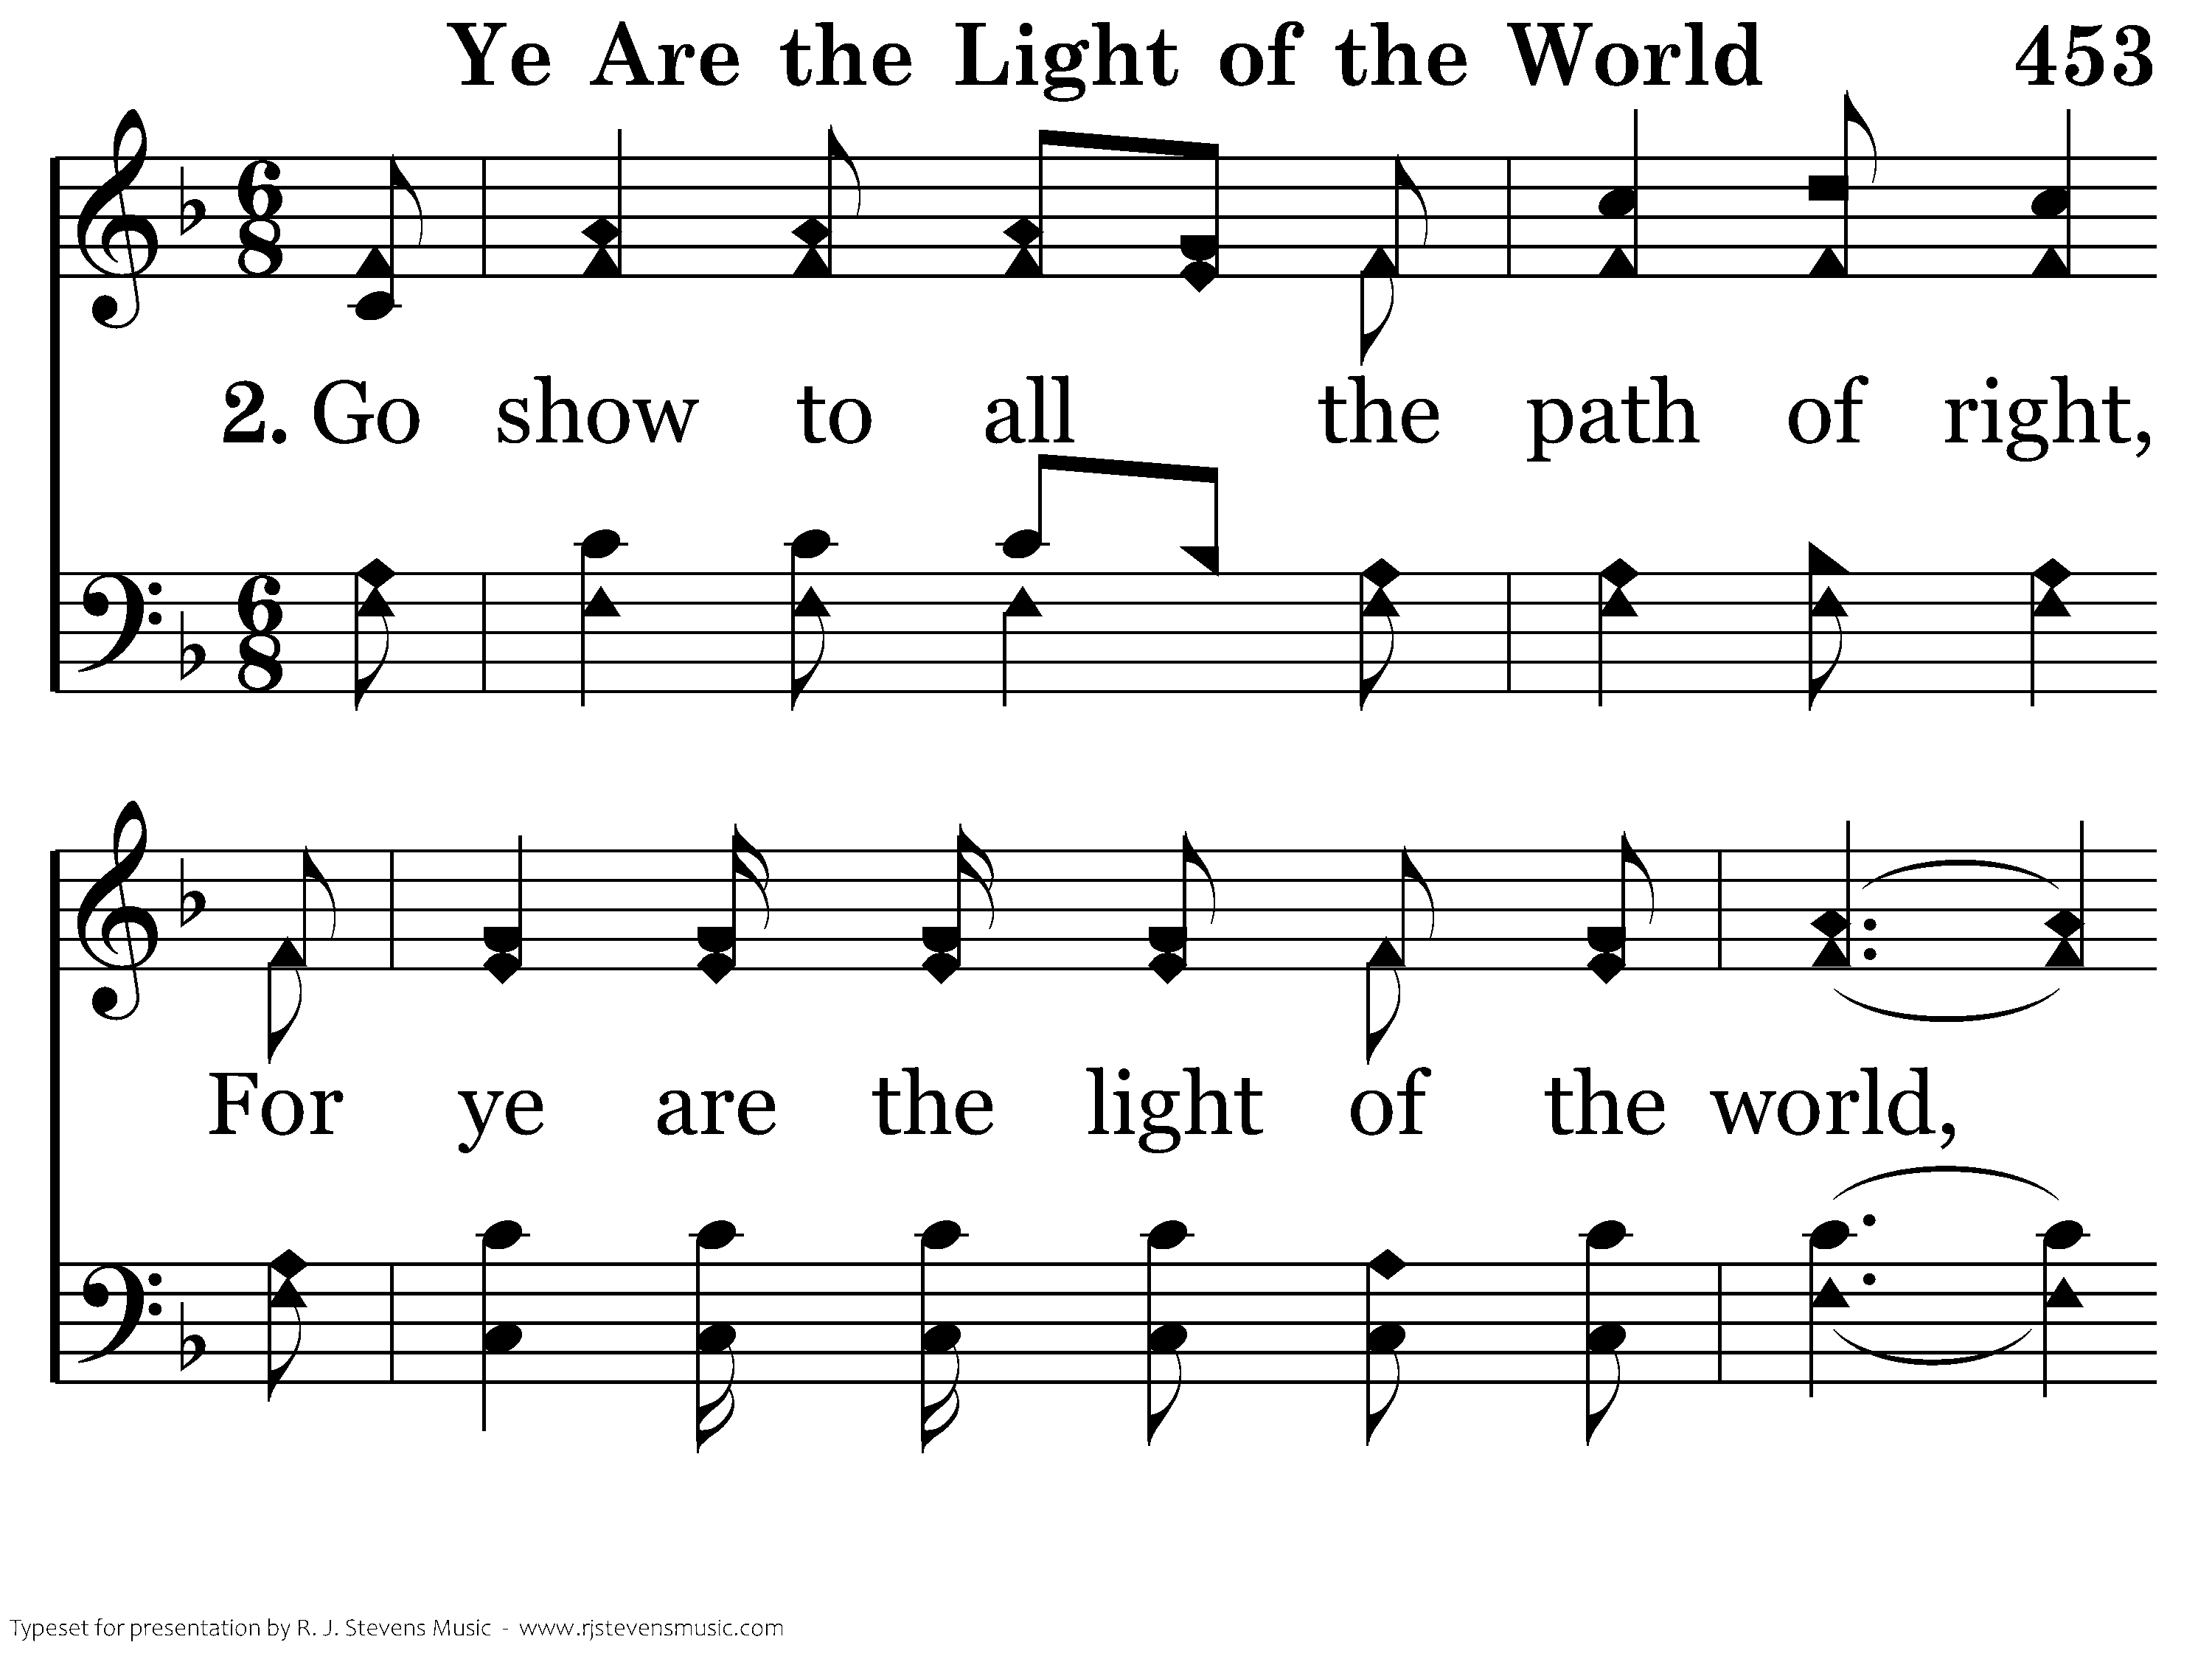 Ye Are the Light of the World 453
2. Go show to all the path of right,
For ye are the light of the world,
Typeset for presentation by R. J. Stevens Music - www.rjstevensmusic.com